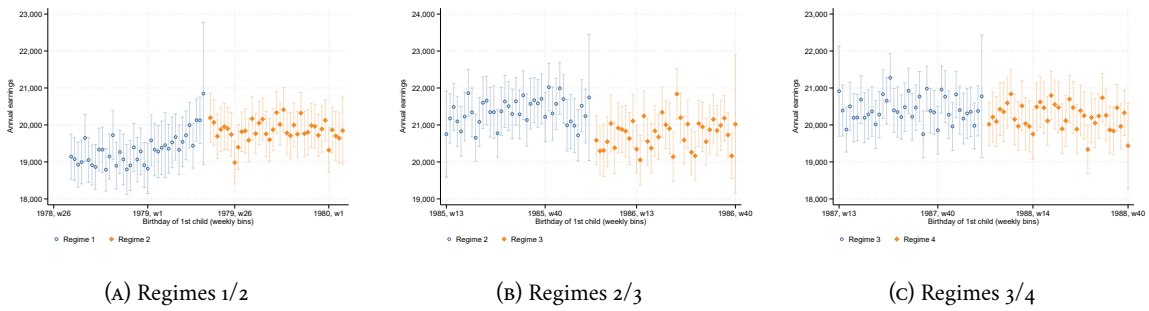 23,000
22,000
21,000
20,000
19,000
18,000
Annual earnings
1978, w26
1979, w1
1979, w26
1980, w1
Birthday of 1st child (weekly bins)
Regime 1
Regime 2
(A) Regimes 1/2
24,000
23,000
22,000
21,000
20,000
19,000
Annual earnings
1985, w13
1985, w40
1986, w13
1986, w40
Birthday of 1st child (weekly bins)
Regime 2
Regime 3
(B) Regimes 2/3
23,000
22,000
21,000
20,000
19,000
18,000
Annual earnings
1987, w13
1987, w40
1988, w14
1988, w40
Birthday of 1st child (weekly bins)
Regime 3
Regime 4
(C) Regimes 3/4